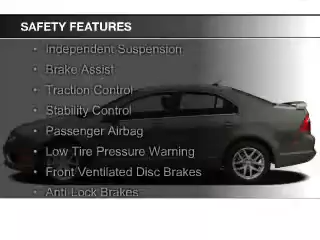 SAFETY FEATURES
• Independent Suspension
• Brake Assist
• Traction Control
• Stability Control
• Passenger Airbag
• Low Tire Pressure Warning
• Front Ventilated Disc Brakes
• Anti Lock Brakes